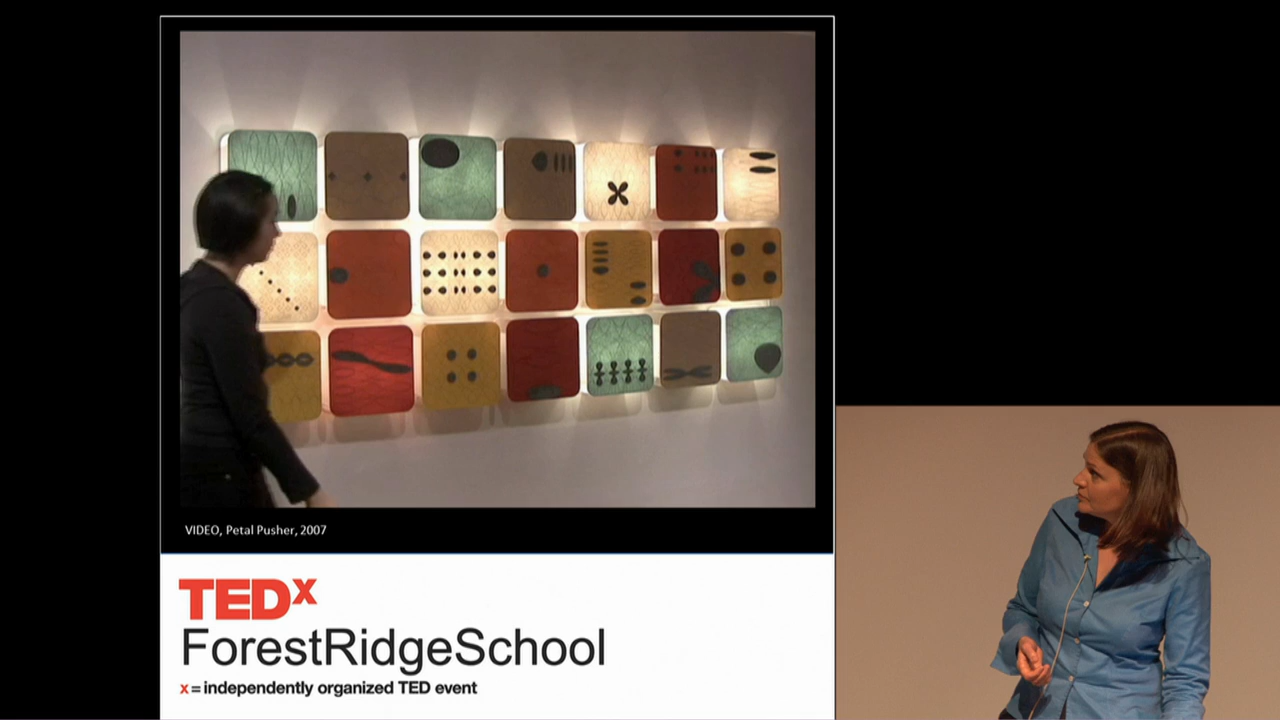 VIDEO, Petal Pusher, 2007
TEDx
ForestRidgeSchool
x = independently organized TED event